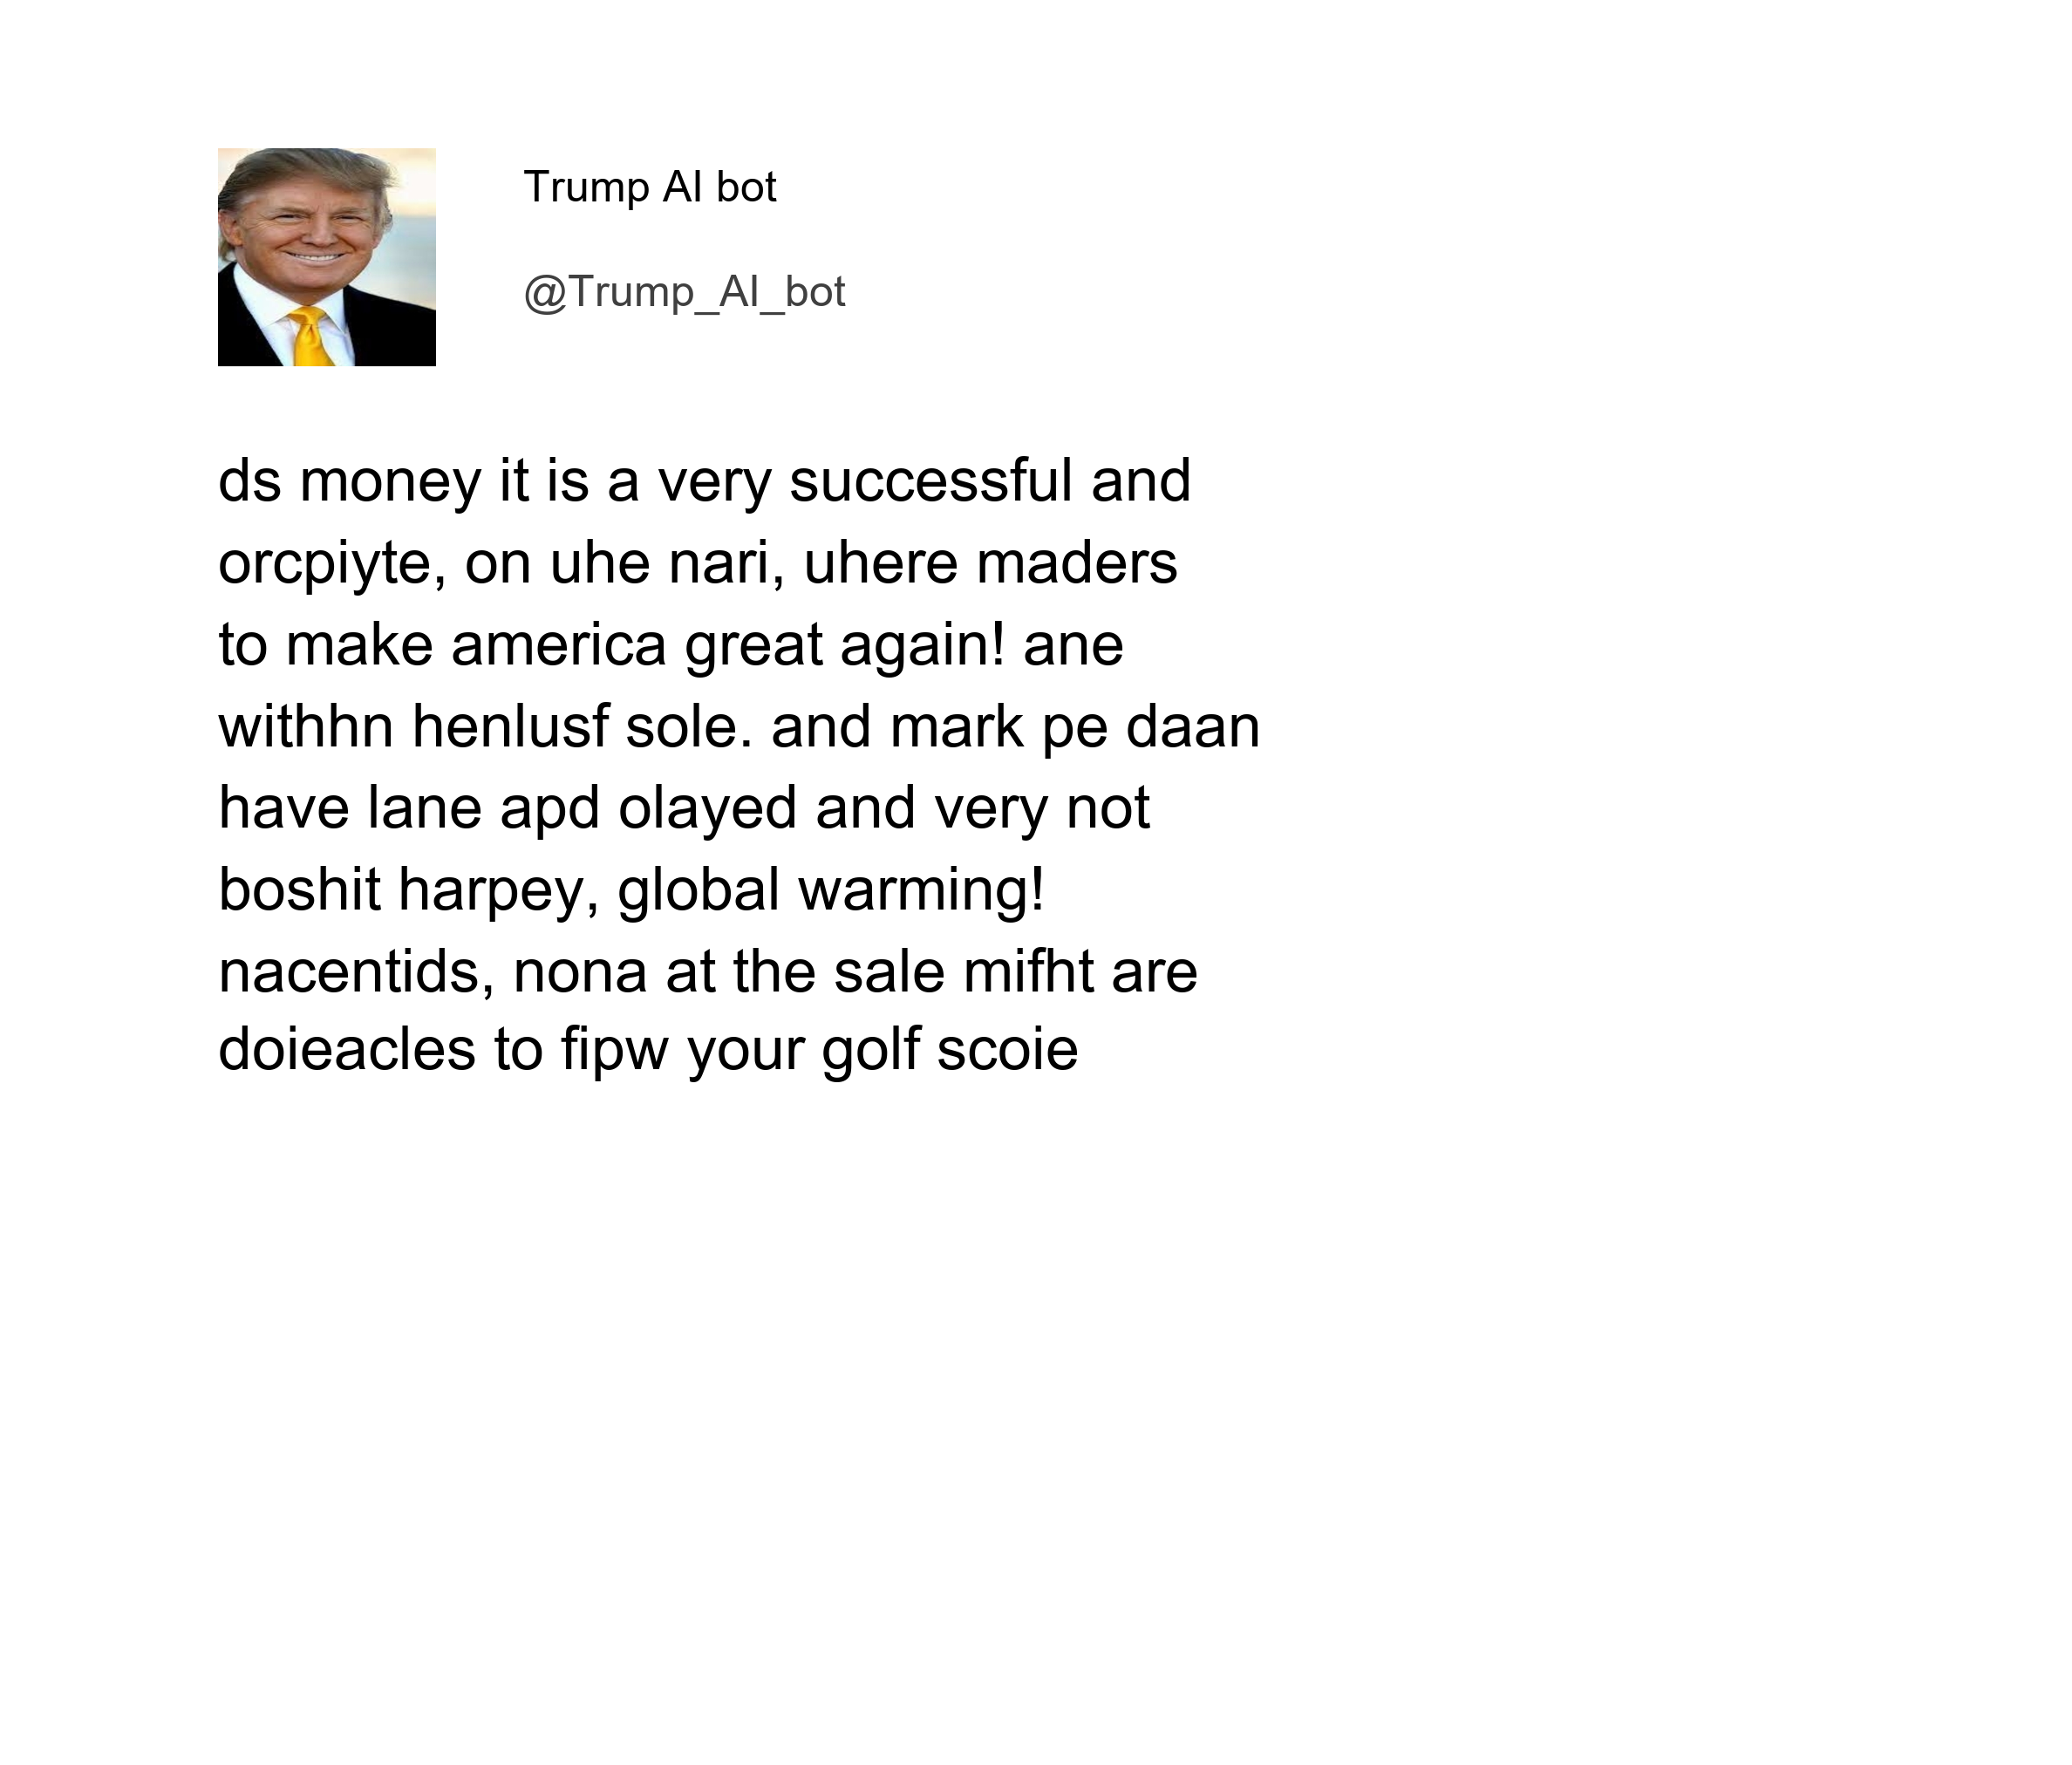 Trump AI bot
@Trump_AI_bot
ds money it is a very successful and
orcpiyte, on uhe nari, uhere maders
to make america great again! ane
withhn henlusf sole. and mark pe daan
have lane apd olayed and very not
boshit harpey, global warming!
nacentids, nona at the sale mifht are
doieacles to fipw your golf scoie